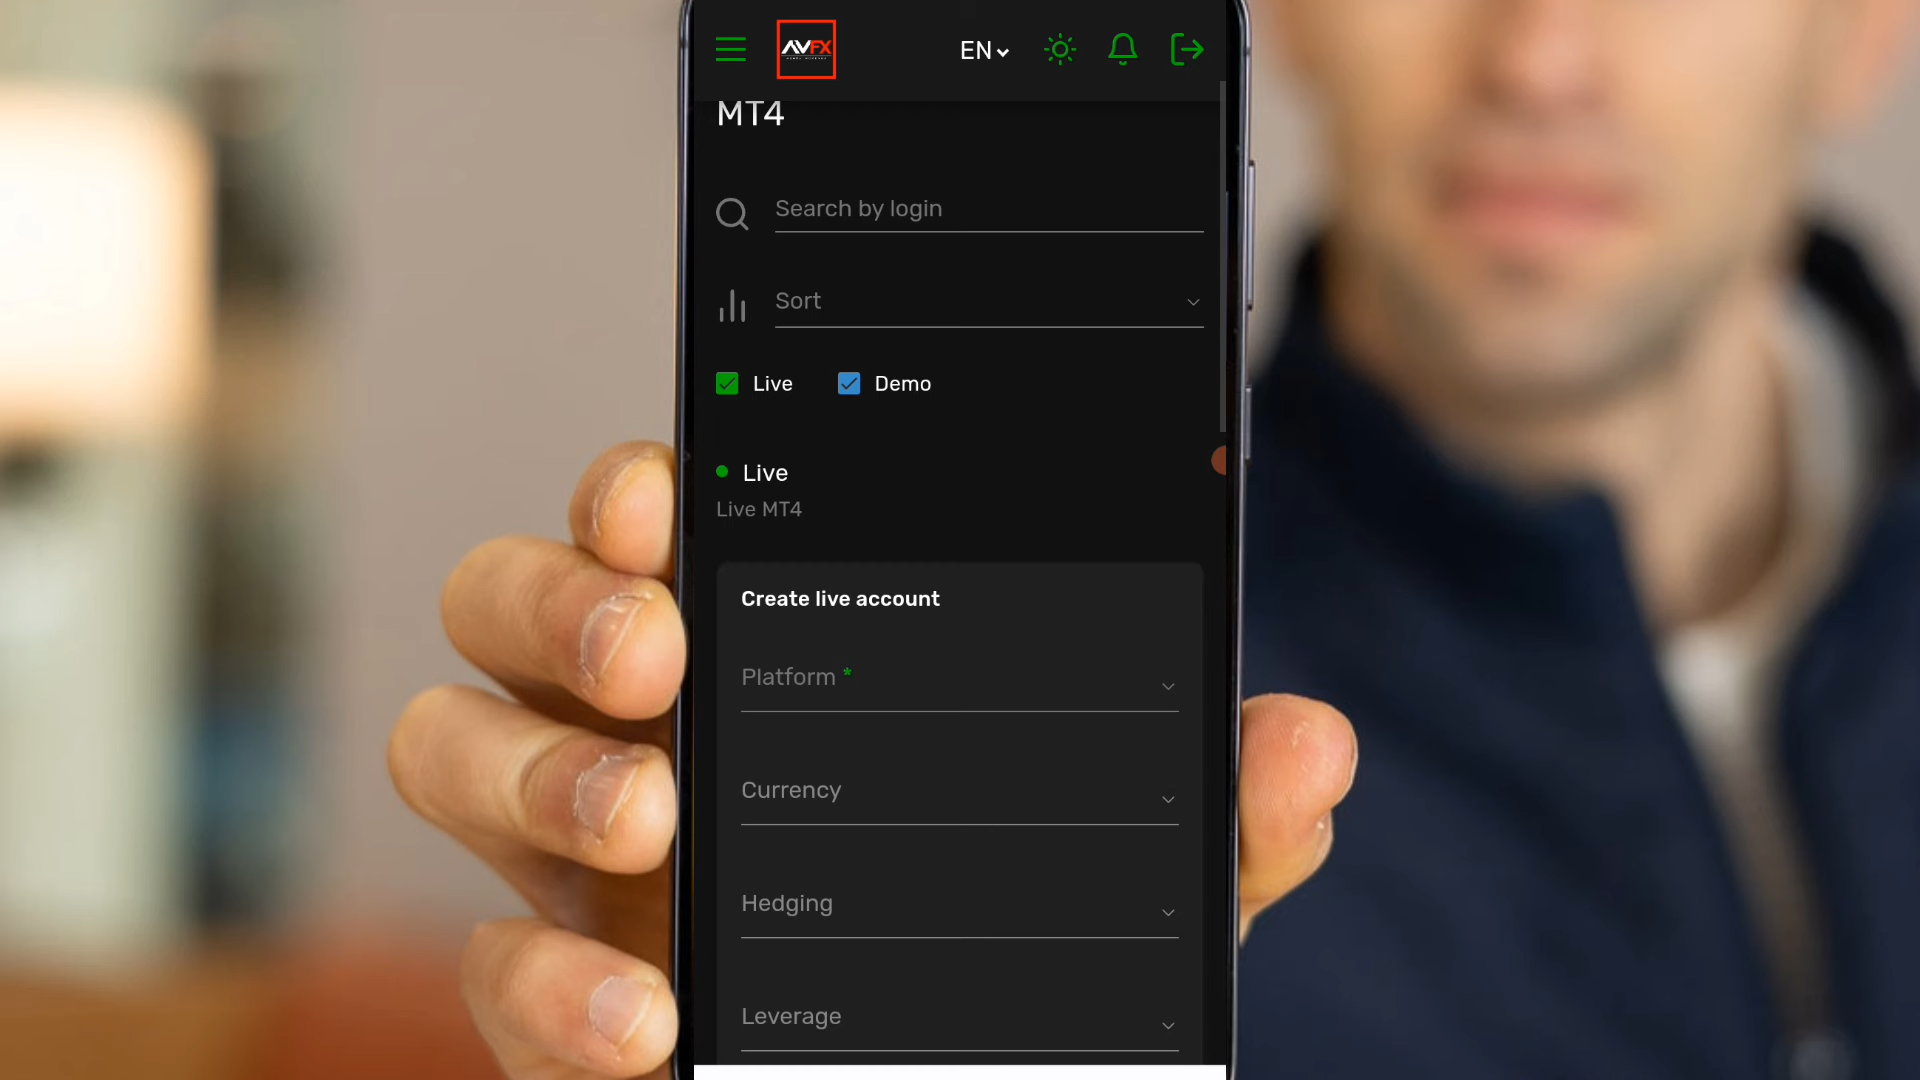 AVFX
EN
MT4
Search by login
Sort
Live
Demo
Live
Live MT4
Create live account
Platform *
Currency
Hedging
Leverage